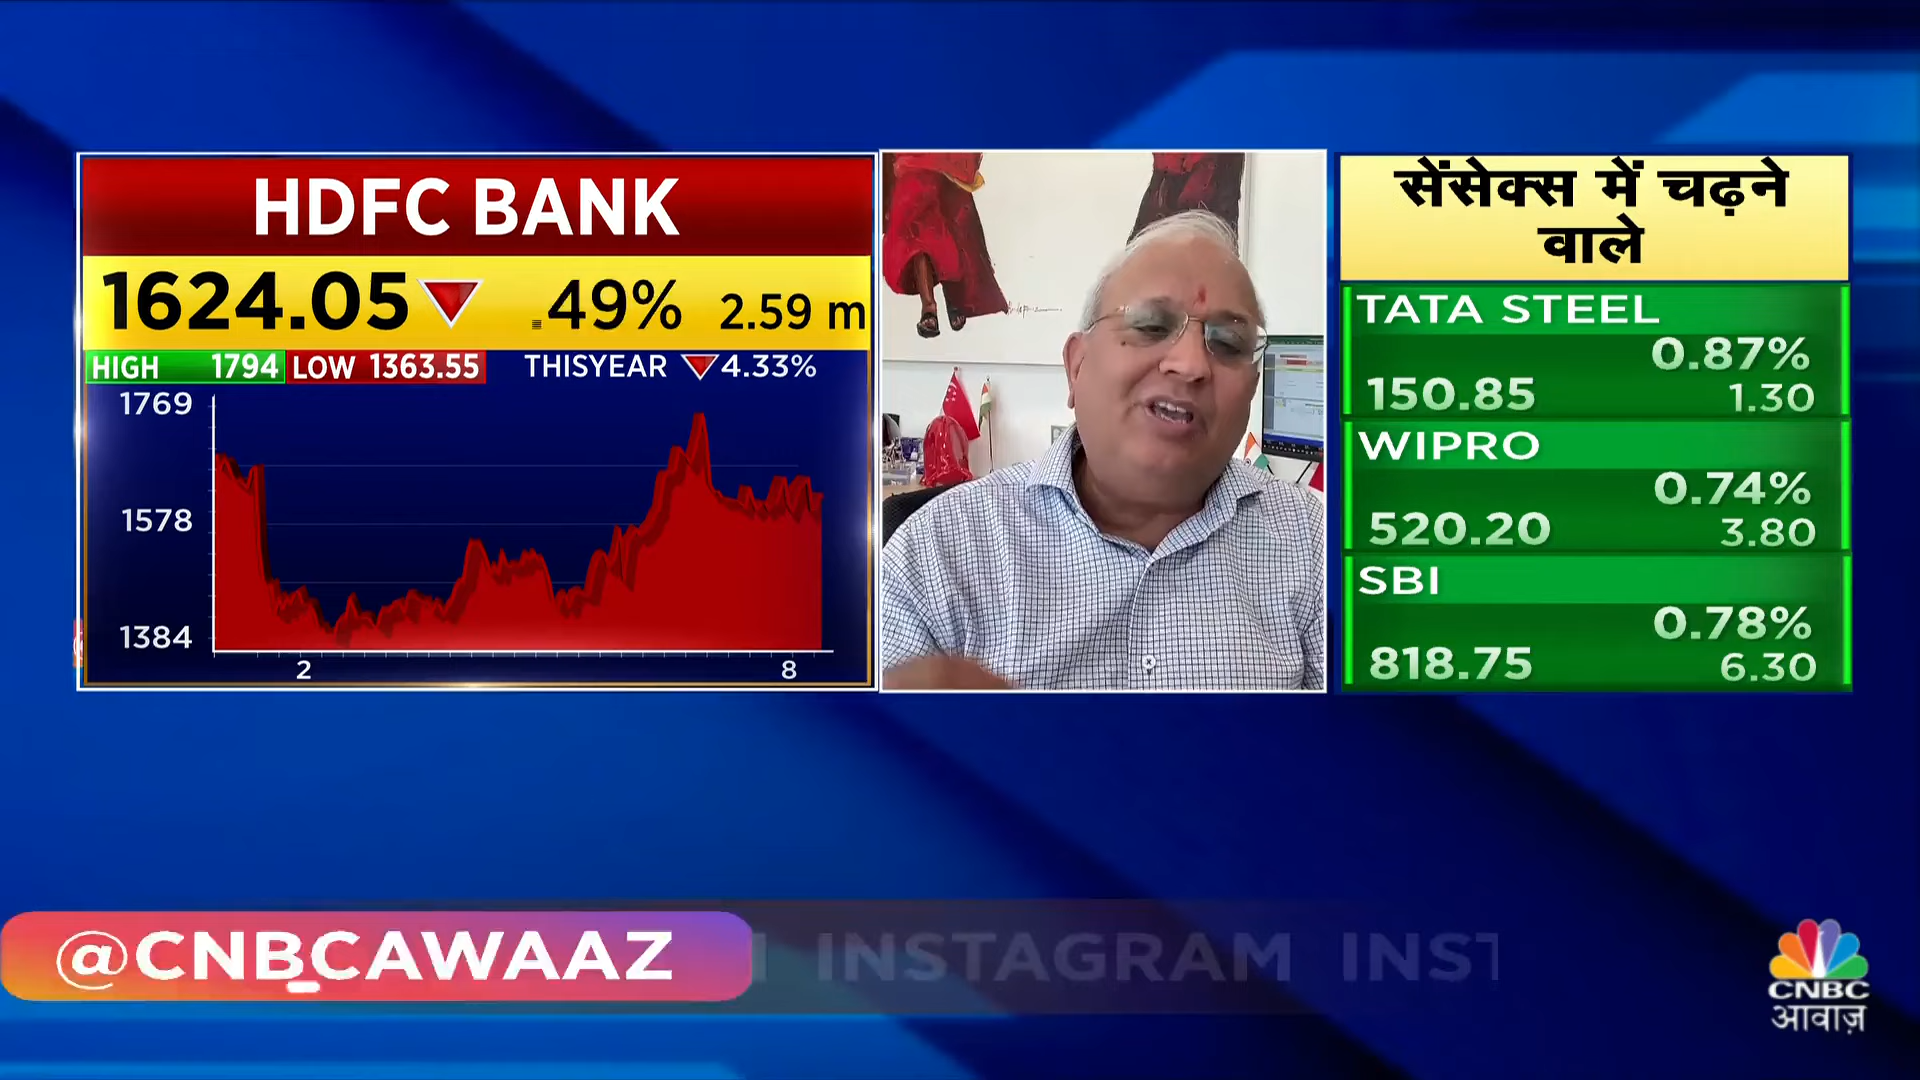 HDFC BANK
1624.05 .49% 2.59 m
HIGH 1794 LOW 1363.55 THISYEAR 4.33%
1769
1578
1384
2 8
सेंसेक्स में चढ़ने
वाले
TATA STEEL
0.87%
150.85 1.30
WIPRO
0.74%
520.20 3.80
SBI
0.78%
818.75 6.30
@CNBCAWAAZ INSTAGRAM INST
CNBC
आवाज़